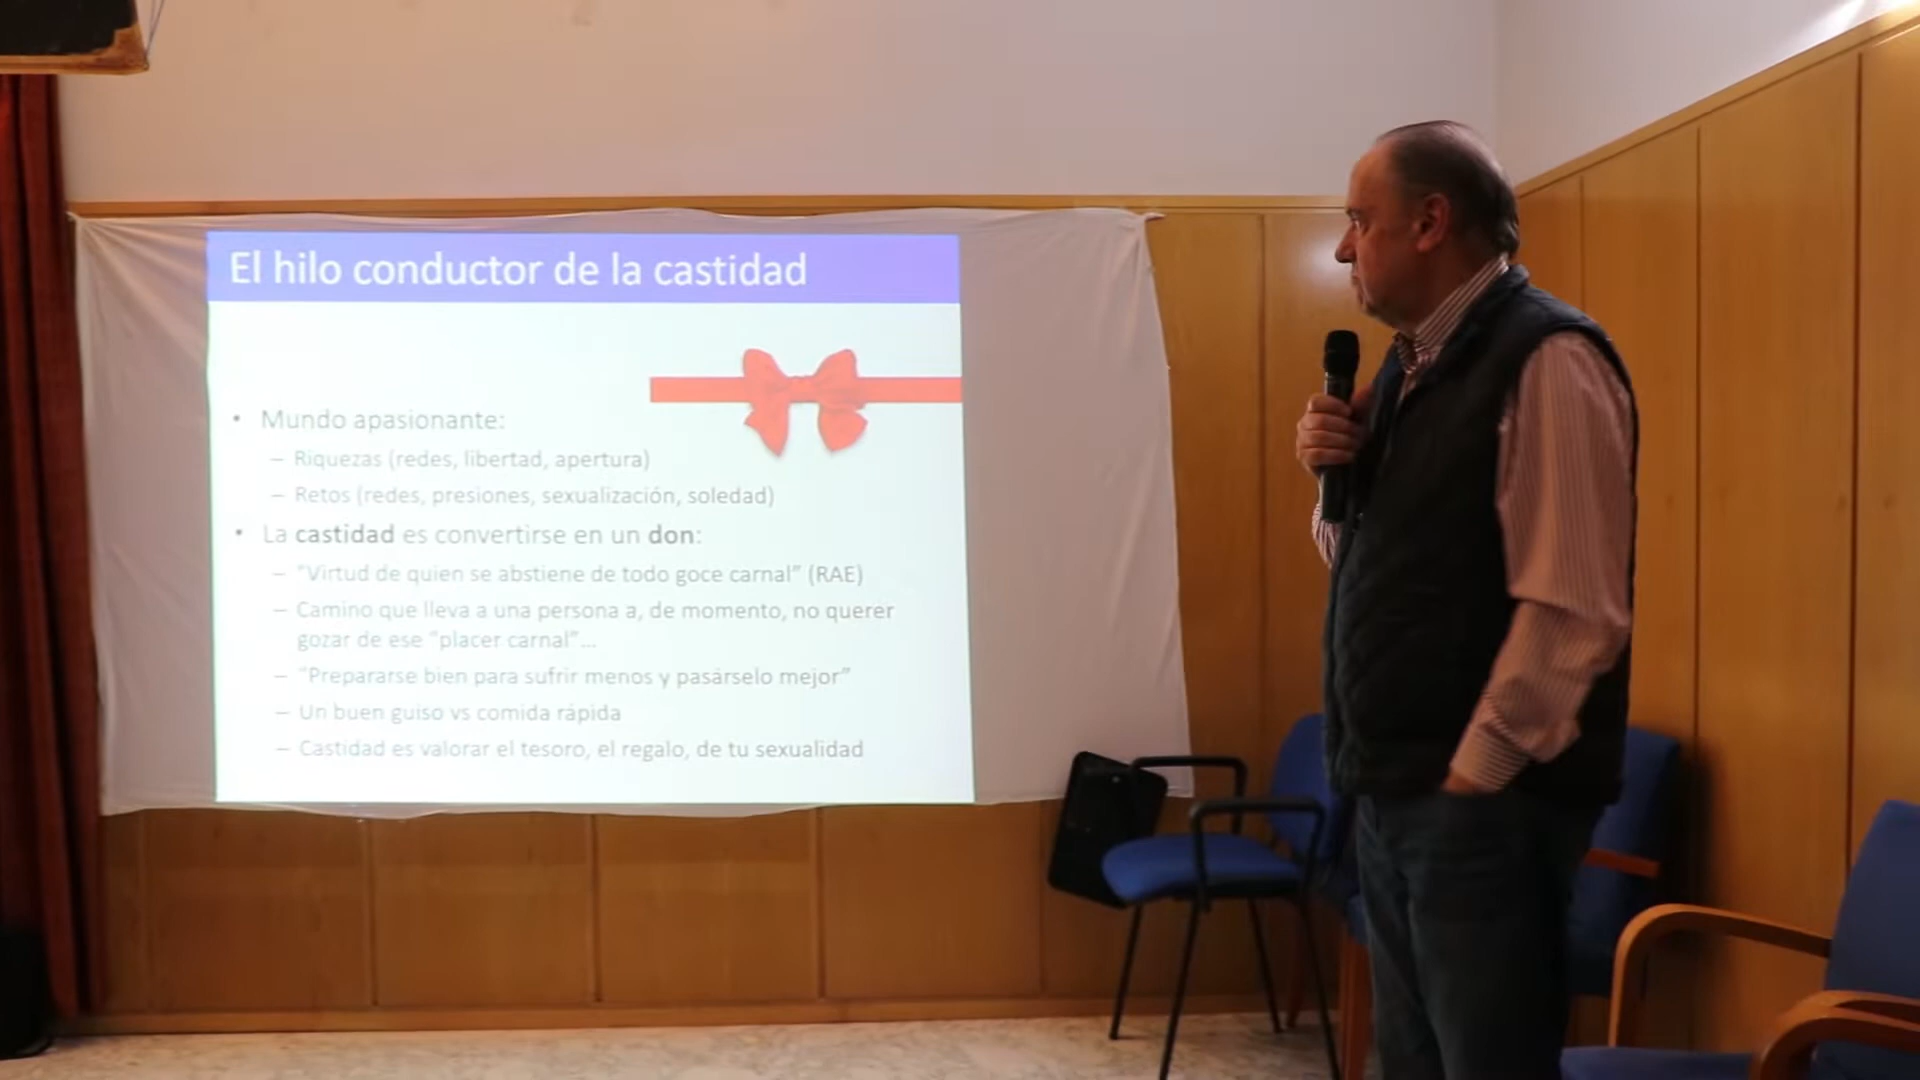 El hilo conductor de la castidad
• Mundo apasionante:
– Riquezas (redes, libertad, apertura)
– Retos (redes, presiones, sexualización, soledad)
• La castidad es convertirse en un don:
– “Virtud de quien se abstiene de todo goce carnal” (RAE)
– Camino que lleva a una persona a, de momento, no querer
gozar de ese “placer carnal”...
– “Prepararse bien para sufrir menos y pasárselo mejor”
– Un buen guiso vs comida rápida
– Castidad es valorar el tesoro, el regalo, de tu sexualidad